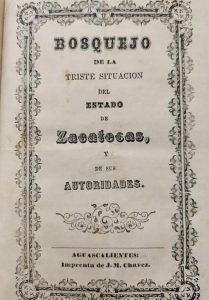 BOSQUEJO
DE LA
TRISTE SITUACION
DEL
ESTADO
DE
Zacatecas,
Y
DE SUS
AUTORIDADES.
AGUASCALIENTES:
Imprenta de J. M. Chavez.